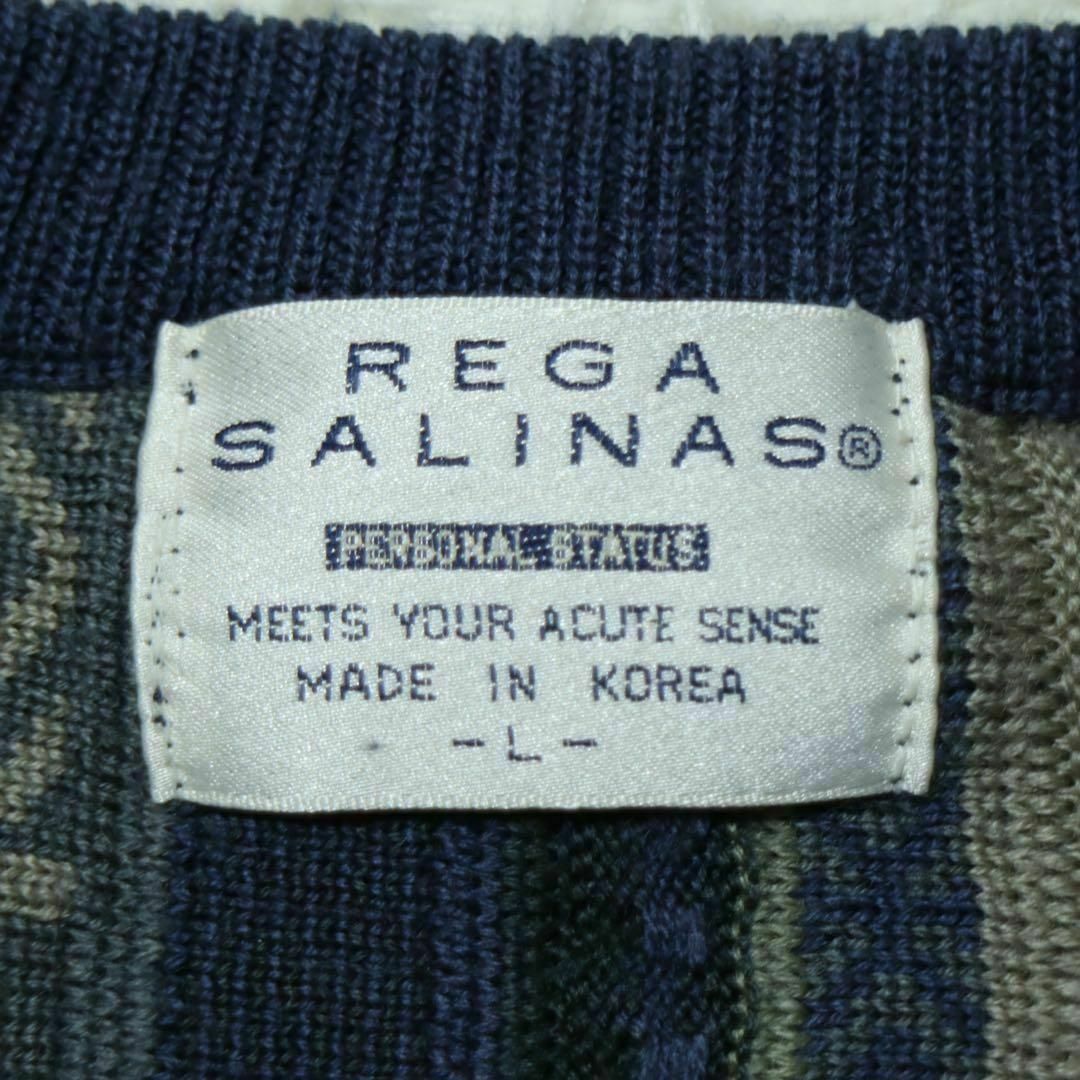 REGA
SALINAS®
PERSONAL STATUS
MEETS YOUR ACUTE SENSE
MADE IN KOREA
-L-